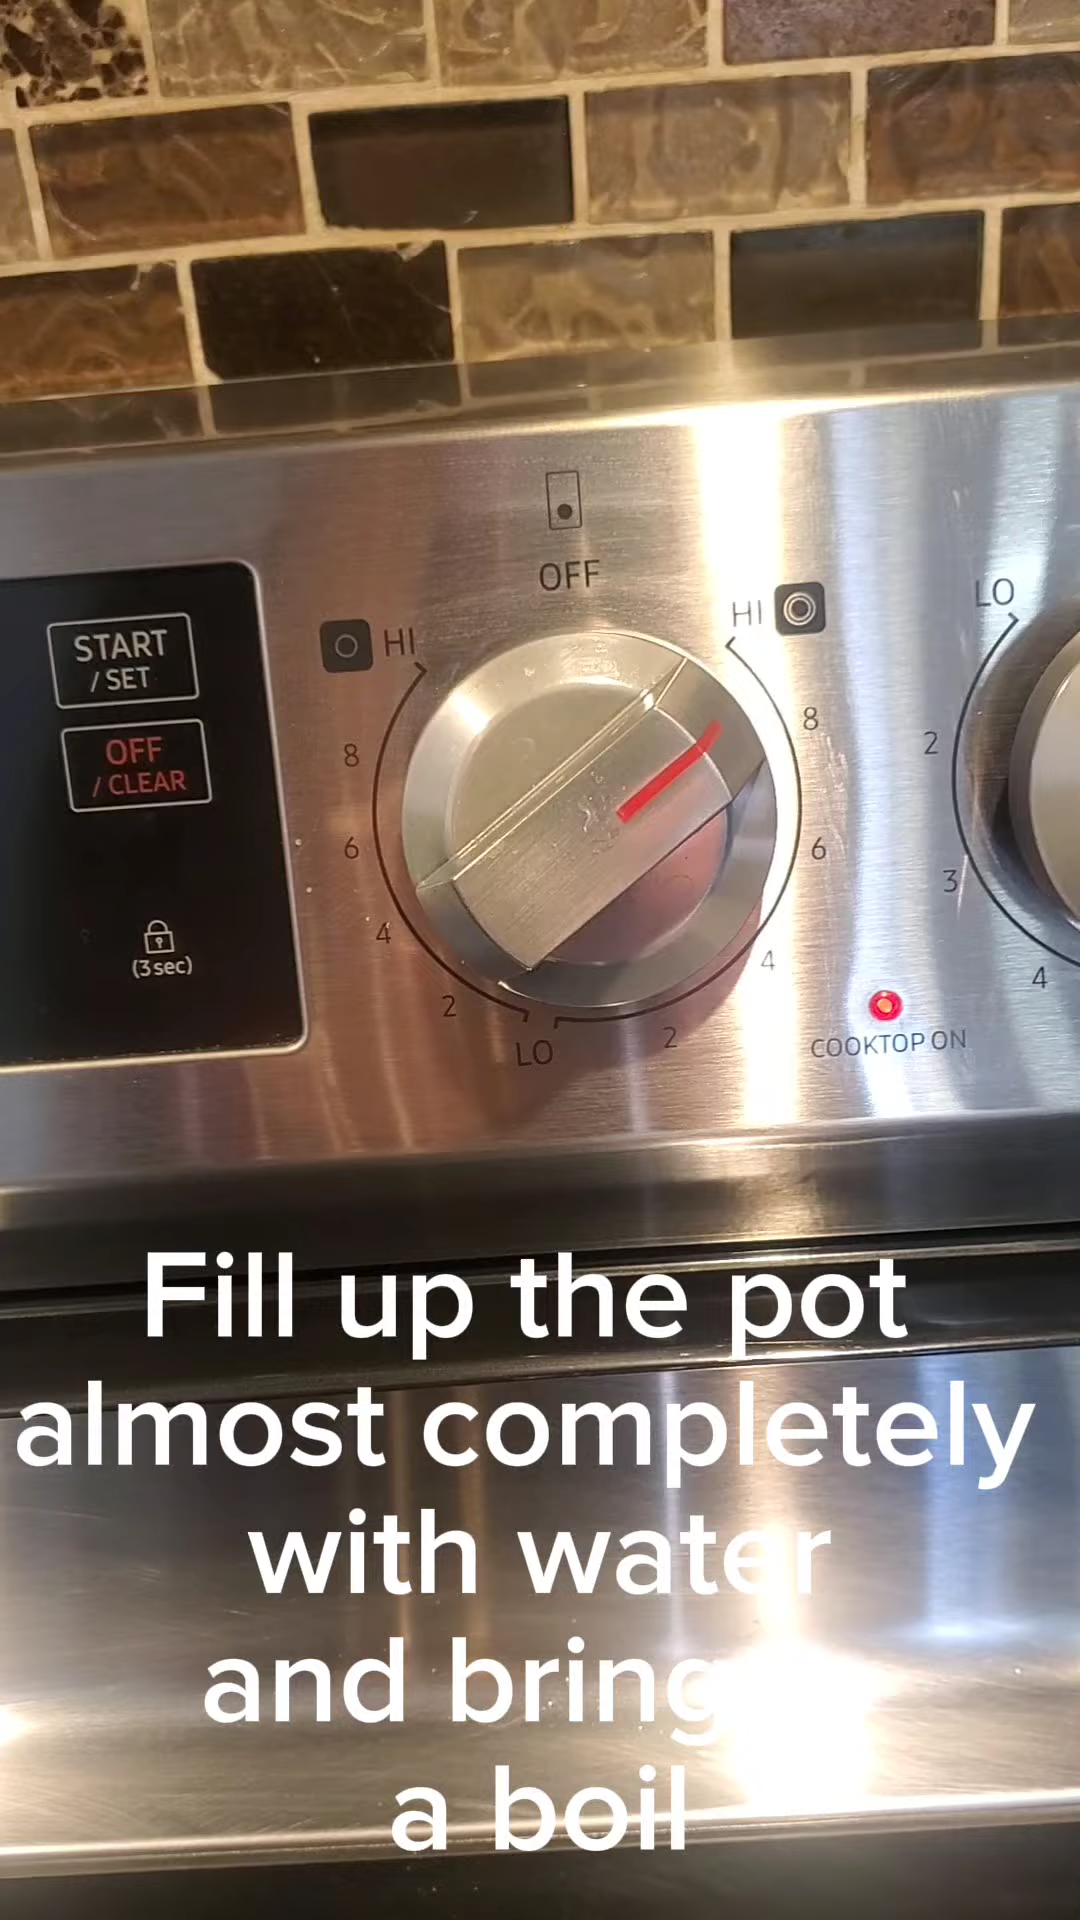 OFF
HI
HI
LO
START
/ SET
OFF
/ CLEAR
8
8
2
6
6
3
4
4
4
(3 sec)
2
2
LO
COOKTOP ON
Fill up the pot
almost completely
with water
and bring
a boil